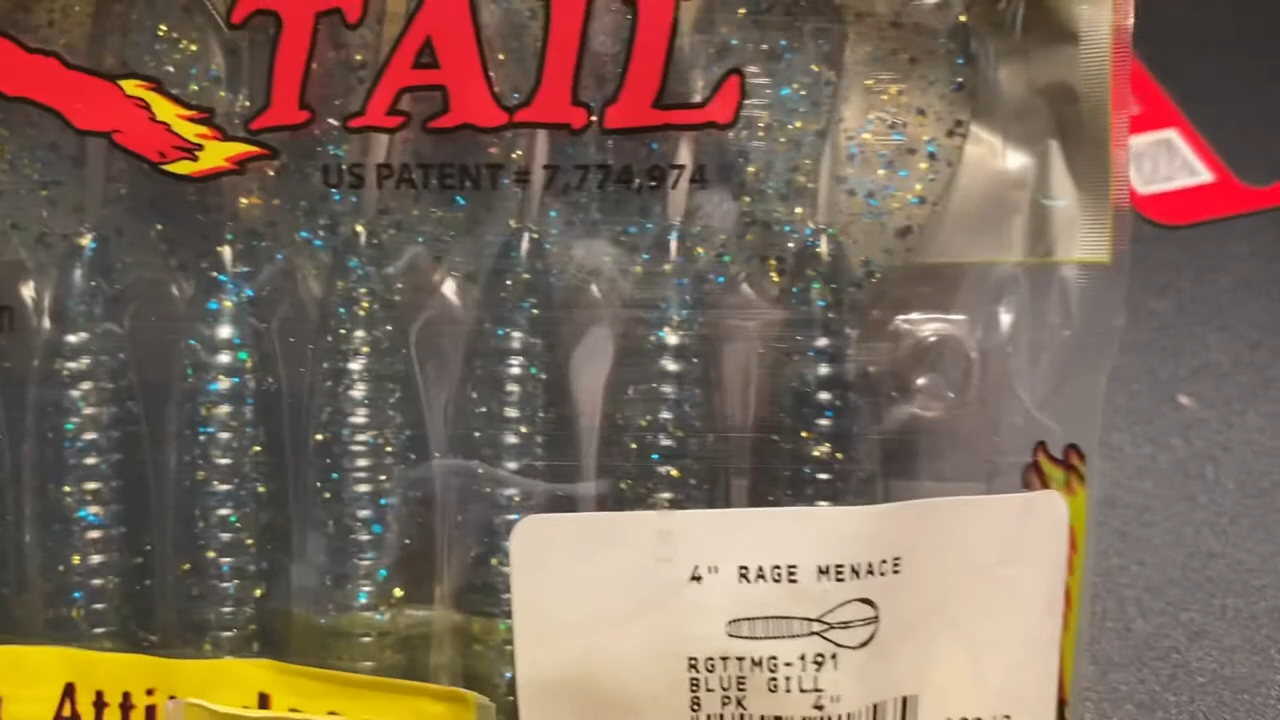 TAIL
US PATENT # 7,774,974
4" RAGE MENACE
RGTTMG-191
BLUE GILL
8 PK 4"